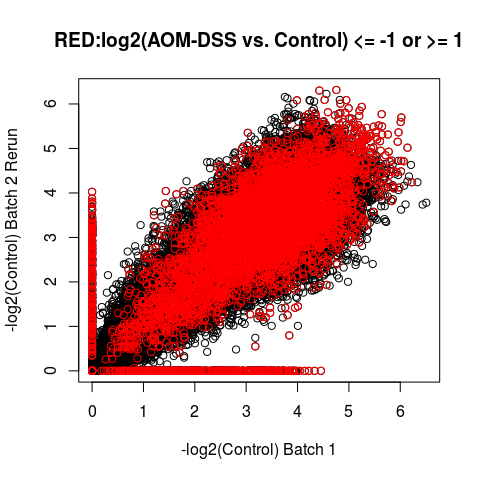 RED:log2(AOM-DSS vs. Control) <= -1 or >= 1
-log2(Control) Batch 2 Rerun
6
5
4
3
2
1
0
0 1 2 3 4 5 6
-log2(Control) Batch 1